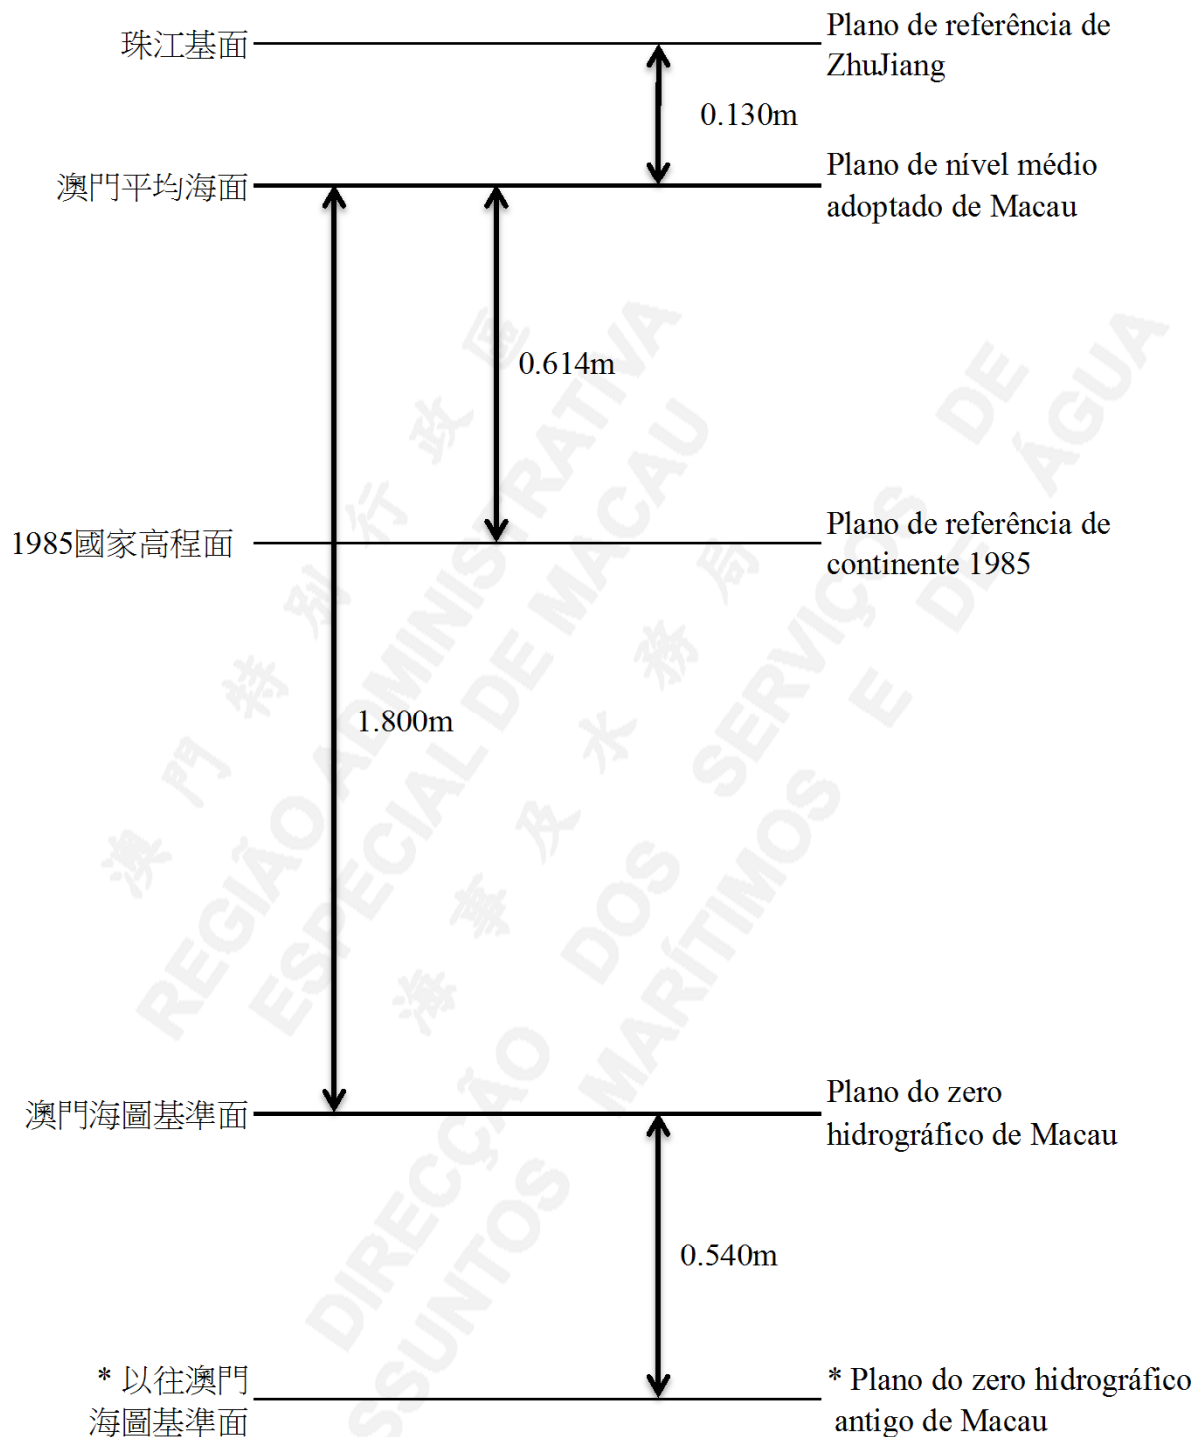 珠江基面
Plano de referência de
ZhuJiang
0.130m
澳門平均海面
Plano de nível médio
adoptado de Macau
0.614m
1985國家高程面
Plano de referência de
continente 1985
1.800m
澳門海圖基準面
Plano do zero
hidrográfico de Macau
0.540m
* 以往澳門
海圖基準面
* Plano do zero hidrográfico
antigo de Macau
澳門特別行政區
REGIÃO ADMINISTRATIVA
ESPECIAL DE MACAU
海事及水務局
DIRECÇÃO DOS SERVIÇOS DE
SSUNTOS MARÍTIMOS E DE ÁGUA